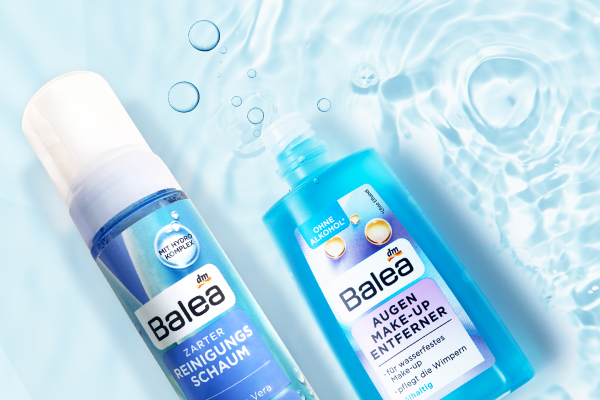 MIT HYDRO
KOMPLEX
dm
Balea
ZARTER
REINIGUNGS
SCHAUM
Vera
OHNE
ALKOHOL*
dm
Balea
AUGEN
MAKE-UP
ENTFERNER
- für wasserfestes
Make-up
- pflegt die Wimpern
lhaltig